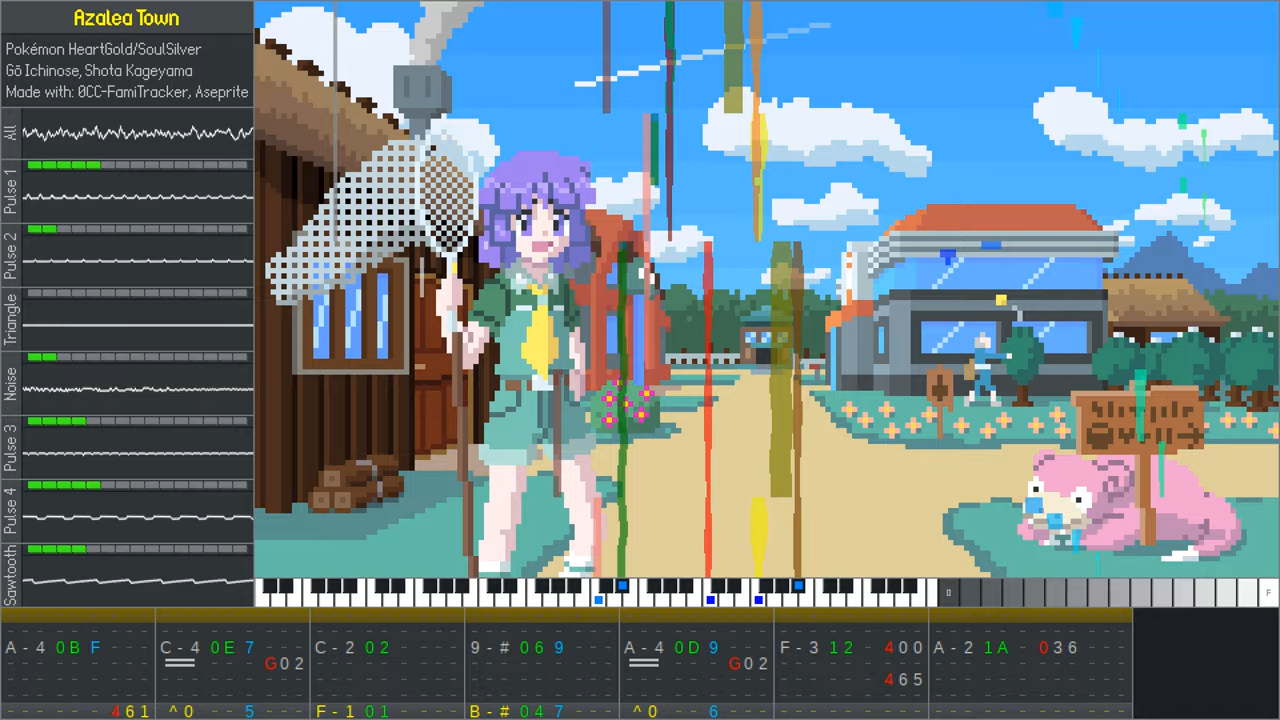 Azalea Town
Pokémon HeartGold/SoulSilver
Gō Ichinose, Shota Kageyama
Made with: 0CC-FamiTracker, Aseprite
All
Pulse 1
Pulse 2
Triangle
Noise
Pulse 3
Pulse 4
Sawtooth
0 F
A-4 0B F
C-4 0E 7
C-2 02
9-# 06 9
A-4 0D 9
F-3 12 400
A-2 1A 036
G02
G02
465
461
^0 5
F-1 01
B-# 04 7
^0 6